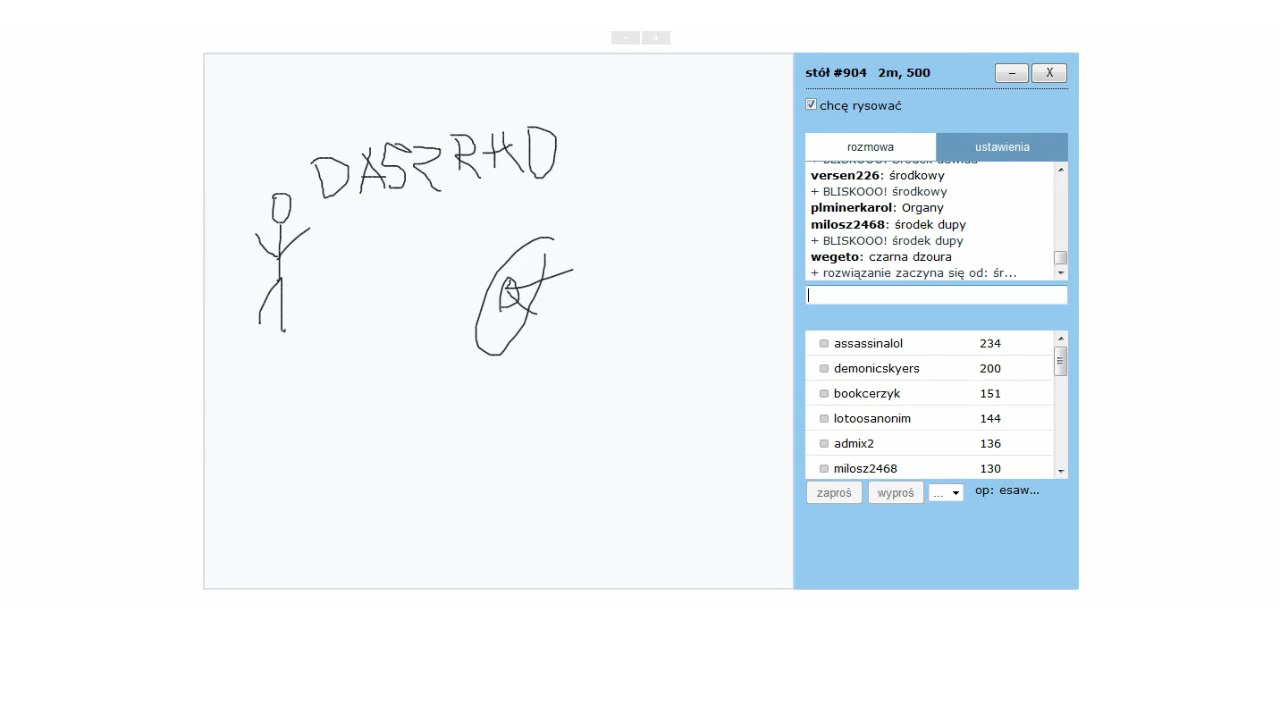 stół #904 2m, 500
– X
chcę rysować
rozmowa ustawienia
versen226: środkowy
+ BLISKOOO! środkowy
plminerkarol: Organy
milosz2468: środek dupy
+ BLISKOOO! środek dupy
wegeto: czarna dzoura
+ rozwiązanie zaczyna się od: śr...
assassinalol 234
demonicskyers 200
bookcerzyk 151
lotoosanonim 144
admix2 136
milosz2468 130
zaproś wyproś ... op: esaw...